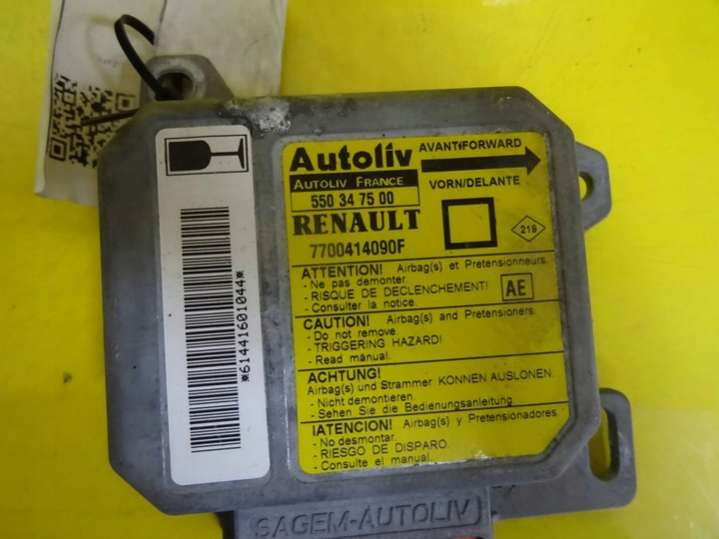 *61441601044*
Autoliv
AUTOLIV FRANCE
550 34 75 00
RENAULT
7700414090F
AVANT/FORWARD
VORN/DELANTE
219
ATTENTION! Airbag(s) et Pretensionneurs.
- Ne pas demonter.
- RISQUE DE DECLENCHEMENT!
- Consulter la notice.
AE
CAUTION! Airbag(s) and Pretensioners.
- Do not remove.
- TRIGGERING HAZARD!
- Read manual.
ACHTUNG!
Airbag(s) und Strammer KONNEN AUSLONEN.
- Nicht demontieren.
- Sehen Sie die Bedienungsanleitung.
IATENCION! Airbag(s) y Pretensionadores.
- No desmontar.
- RIESGO DE DISPARO.
- Consulte el manual.
SAGEM-AUTOLIV